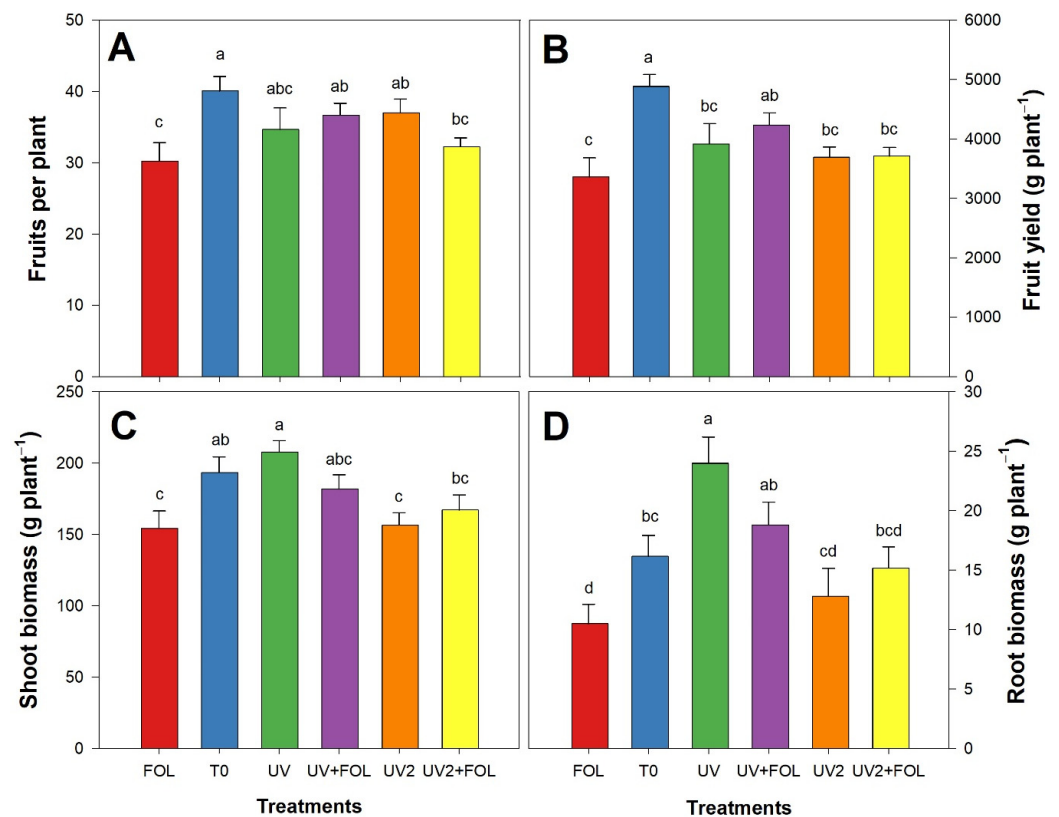 A
Fruits per plant
50
40
30
20
10
0
c
a
abc
ab
ab
bc
B
Fruit yield (g plant⁻¹)
6000
5000
4000
3000
2000
1000
0
c
a
bc
ab
bc
bc
C
Shoot biomass (g plant⁻¹)
250
200
150
100
50
0
c
ab
a
abc
c
bc
FOL T0 UV UV+FOL UV2 UV2+FOL
Treatments
D
Root biomass (g plant⁻¹)
30
25
20
15
10
5
0
d
bc
a
ab
cd
bcd
FOL T0 UV UV+FOL UV2 UV2+FOL
Treatments